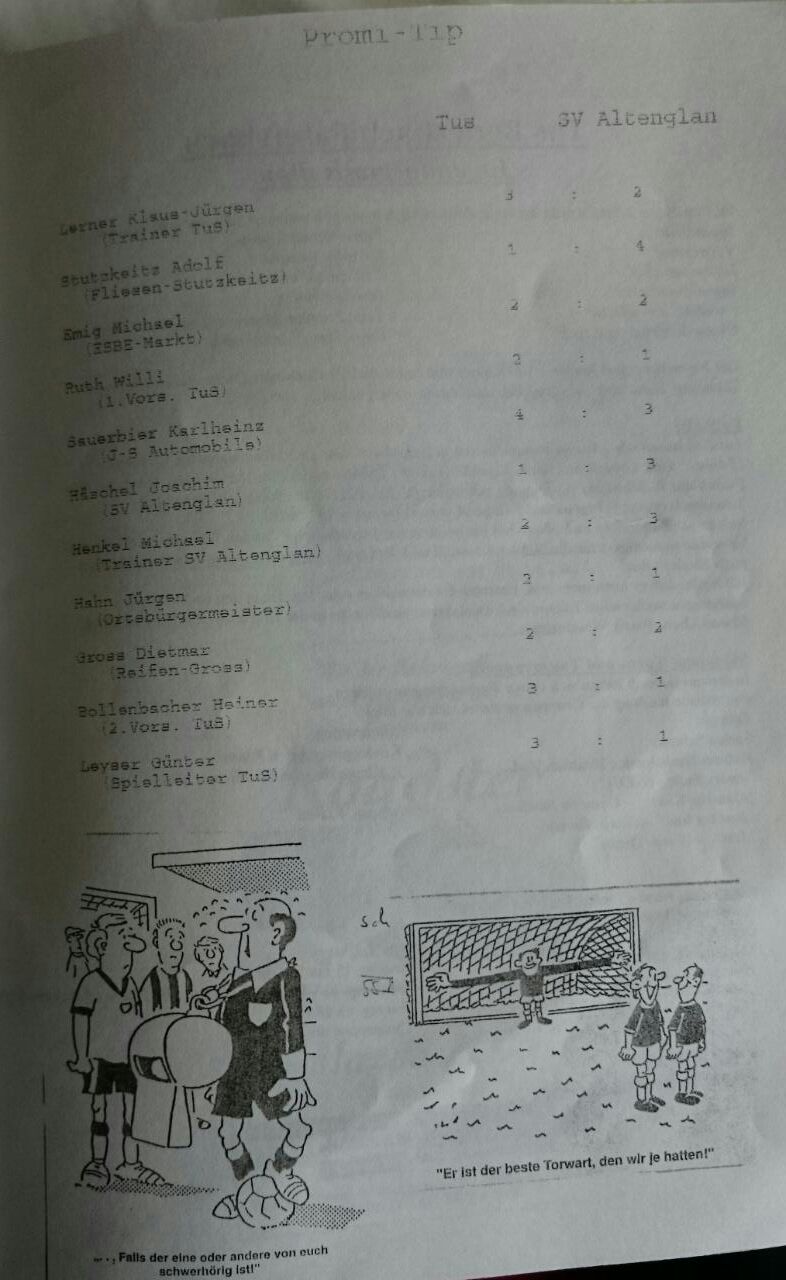 Promi-Tip
Tus SV Altenglan
Lerner Klaus-Jürgen 3 : 2
(Trainer TuS)
Stutzkeitz Adolf 1 : 4
(Fliesen-Stutzkeitz)
Emig Michael 2 : 2
(ESBE-Markt)
Ruth Willi : 1
(1.Vors. TuS)
Sauerbier Karlheinz 4 : 3
(J-S Automobile)
Häschel Joachim 1 : 3
(SV Altenglan)
Henkel Michael 2 : 3
(Trainer SV Altenglan)
Hahn Jürgen : 1
(Ortsbürgermeister)
Gross Dietmar 2 : 2
(Reifen-Gross)
Bollenbacher Heiner 3 : 1
(2.Vors. TuS)
Leyser Günter 3 : 1
(Spielleiter TuS)
sch
"Er ist der beste Torwart, den wir je hatten!"
Falls der eine oder andere von euch
schwerhörig ist!"